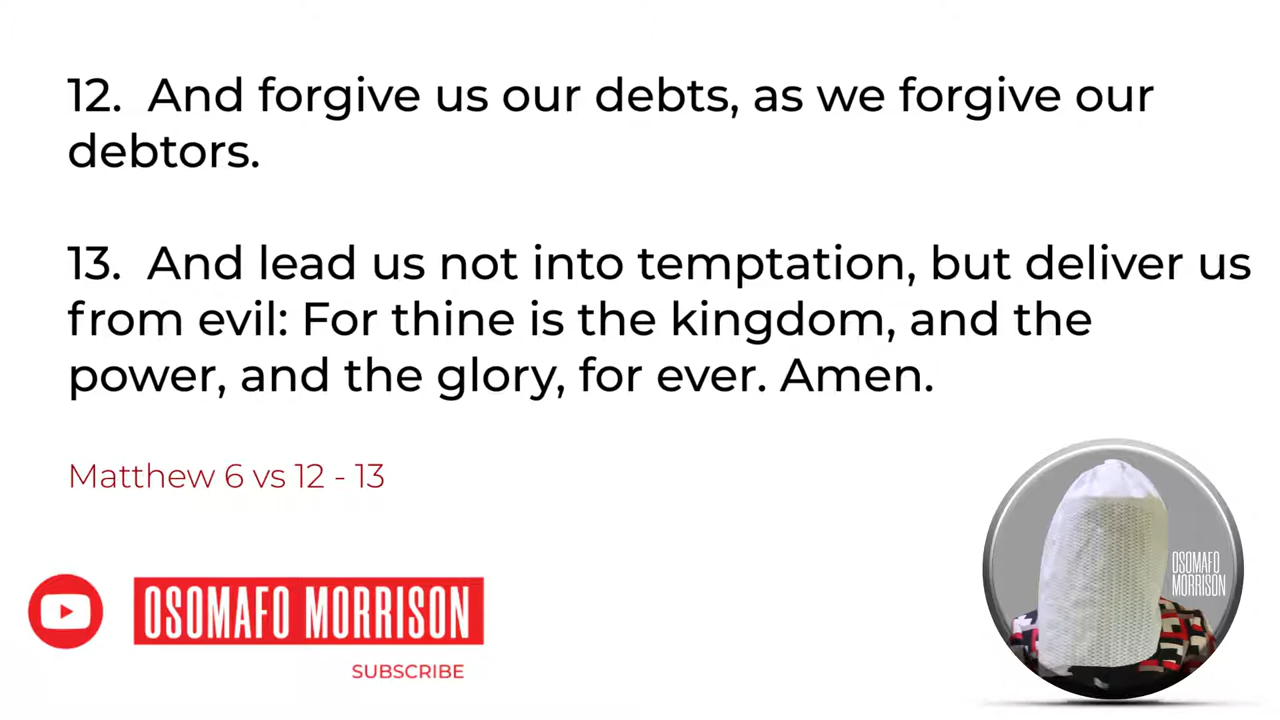 12.  And forgive us our debts, as we forgive our
debtors.
13.  And lead us not into temptation, but deliver us
from evil: For thine is the kingdom, and the
power, and the glory, for ever. Amen.
Matthew 6 vs 12 - 13
OSOMAFO MORRISON
SUBSCRIBE
OSOMAFO
MORRISON